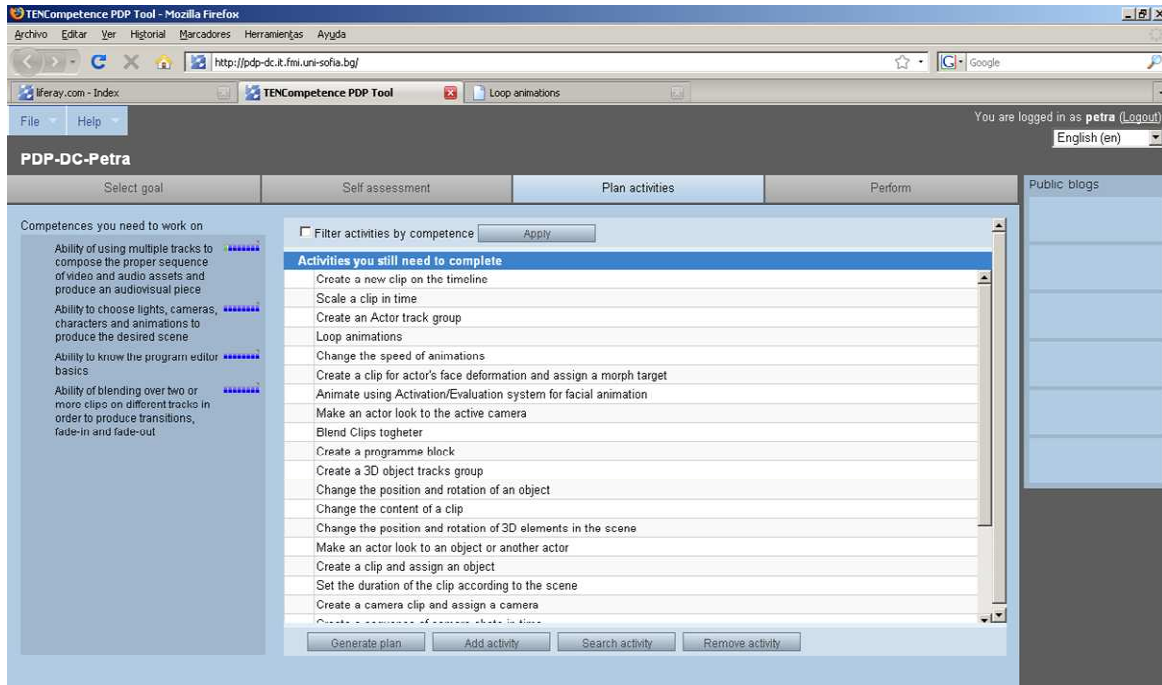 TENCompetence PDP Tool - Mozilla Firefox
Archivo Editar Ver Historial Marcadores Herramientas Ayuda
http://pdp-dc.it.fmi.uni-sofia.bg/
G Google
liferay.com - Index
TENCompetence PDP Tool
Loop animations
File Help
You are logged in as petra (Logout)
English (en)
PDP-DC-Petra
Select goal
Self assessment
Plan activities
Perform
Public blogs
Competences you need to work on
Ability of using multiple tracks to
compose the proper sequence
of video and audio assets and
produce an audiovisual piece
Ability to choose lights, cameras,
characters and animations to
produce the desired scene
Ability to know the program editor
basics
Ability of blending over two or
more clips on different tracks in
order to produce transitions,
fade-in and fade-out
Filter activities by competence Apply
Activities you still need to complete
Create a new clip on the timeline
Scale a clip in time
Create an Actor track group
Loop animations
Change the speed of animations
Create a clip for actor's face deformation and assign a morph target
Animate using Activation/Evaluation system for facial animation
Make an actor look to the active camera
Blend Clips togheter
Create a programme block
Create a 3D object tracks group
Change the position and rotation of an object
Change the content of a clip
Change the position and rotation of 3D elements in the scene
Make an actor look to an object or another actor
Create a clip and assign an object
Set the duration of the clip according to the scene
Create a camera clip and assign a camera
Create a sequence of camera shots in time
Generate plan
Add activity
Search activity
Remove activity